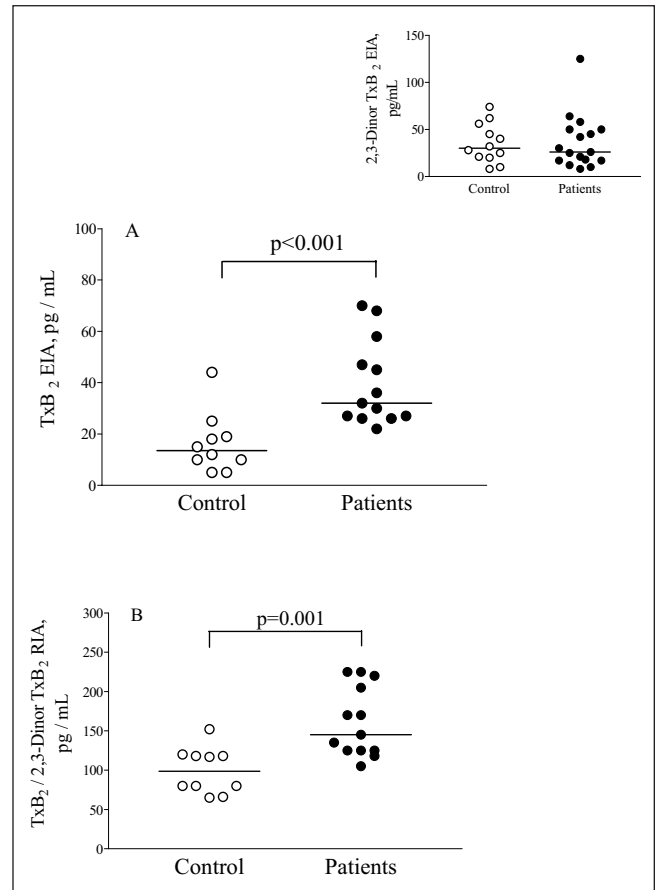 2,3-Dinor TxB 2 EIA,
pg/mL
150
100
50
0
Control Patients
A
p<0.001
TxB 2 EIA, pg / mL
100
80
60
40
20
0
Control Patients
B
p=0.001
TxB2 / 2,3-Dinor TxB2 RIA,
pg / mL
300
250
200
150
100
50
0
Control Patients